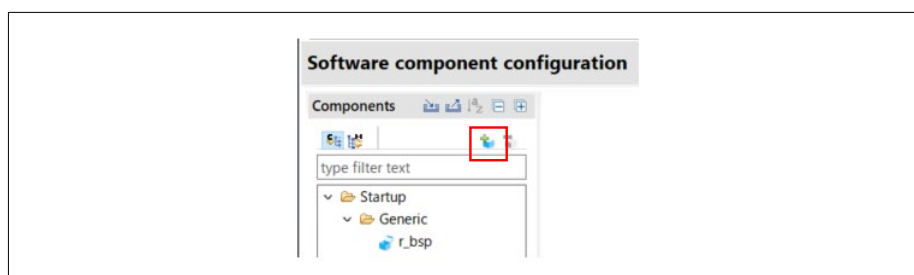 Software component configuration
Components
type filter text
Startup
Generic
r_bsp